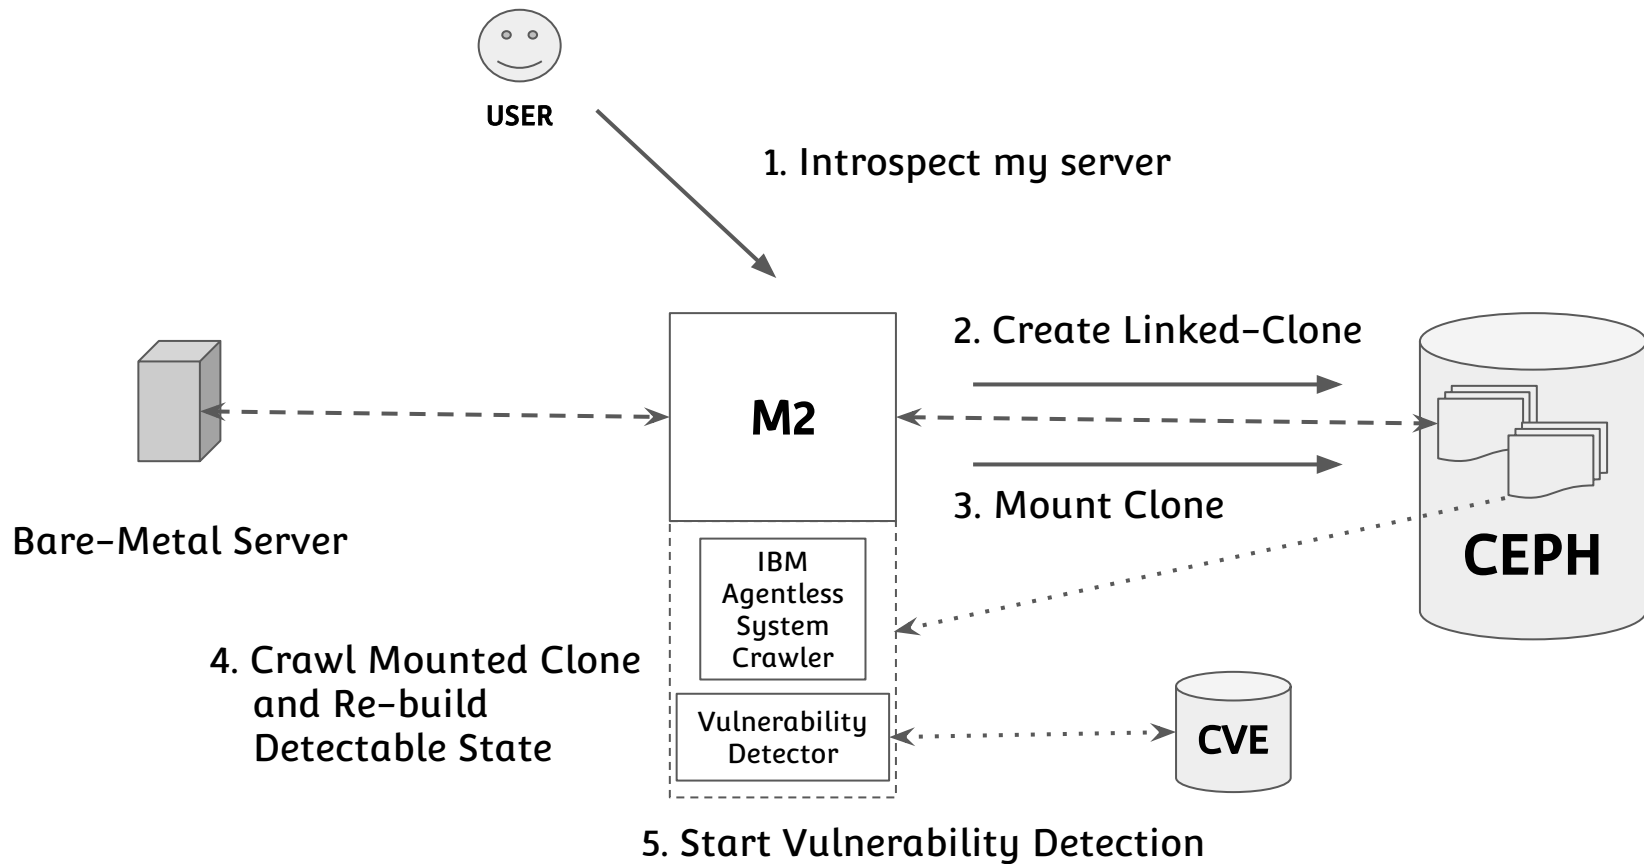 USER
1. Introspect my server
2. Create Linked-Clone
M2
3. Mount Clone
Bare-Metal Server
CEPH
IBM
Agentless
System
Crawler
4. Crawl Mounted Clone
and Re-build
Detectable State
Vulnerability
Detector
CVE
5. Start Vulnerability Detection